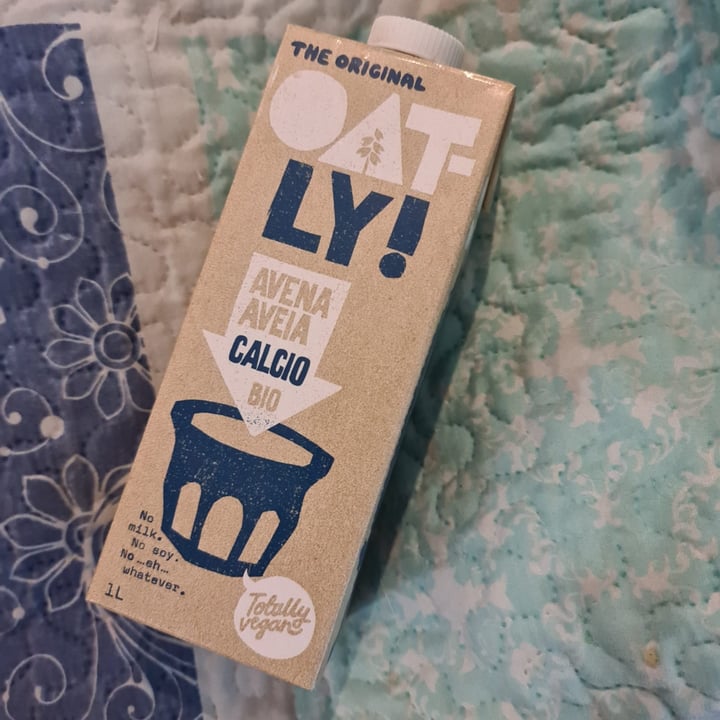 THE ORIGINAL
OAT-
LY!
AVENA
AVEIA
CALCIO
BIO
No
milk.
No soy.
No ...eh...
whatever.
1L
Totally
vegan